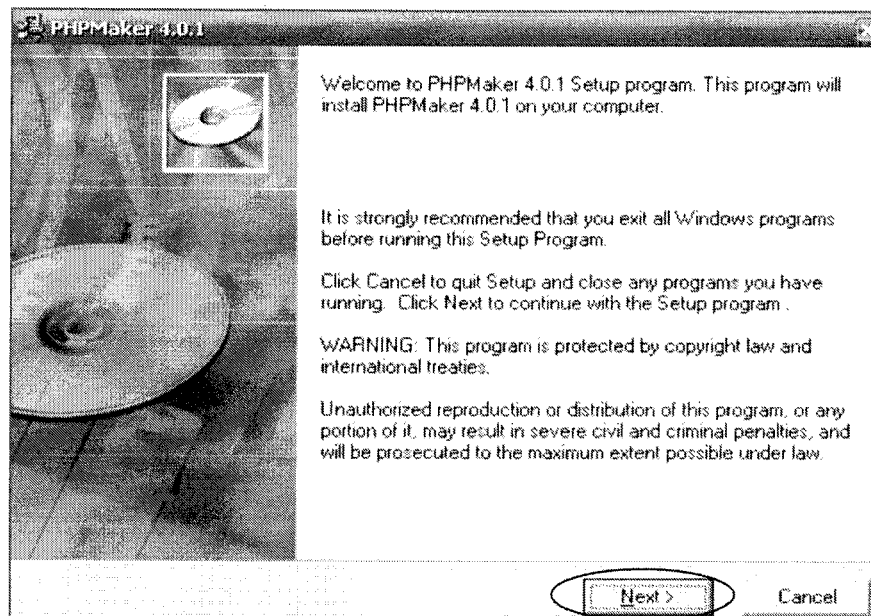 PHPMaker 4.0.1
Welcome to PHPMaker 4.0.1 Setup program. This program will
install PHPMaker 4.0.1 on your computer.
It is strongly recommended that you exit all Windows programs
before running this Setup Program.
Click Cancel to quit Setup and close any programs you have
running. Click Next to continue with the Setup program .
WARNING: This program is protected by copyright law and
international treaties.
Unauthorized reproduction or distribution of this program, or any
portion of it, may result in severe civil and criminal penalties, and
will be prosecuted to the maximum extent possible under law.
Next >
Cancel